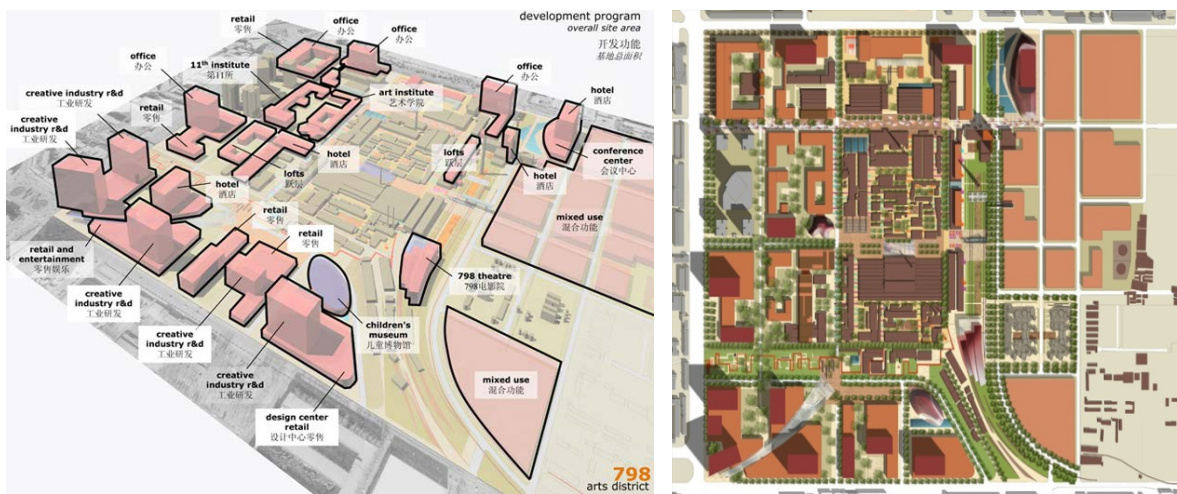 development program
overall site area
开发功能
基地总面积
retail
零售
office
办公
office
办公
office
办公
11th institute
第11所
art institute
艺术学院
office
办公
hotel
酒店
creative industry r&d
工业研发
retail
零售
creative
industry r&d
工业研发
hotel
酒店
lofts
跃层
lofts
跃层
hotel
酒店
conference
center
会议中心
hotel
酒店
retail
零售
retail
零售
mixed use
混合功能
retail and
entertainment
零售娱乐
798 theatre
798电影院
creative
industry r&d
工业研发
children's
museum
儿童博物馆
creative
industry r&d
工业研发
creative
industry r&d
工业研发
mixed use
混合功能
design center
retail
设计中心零售
798
arts district